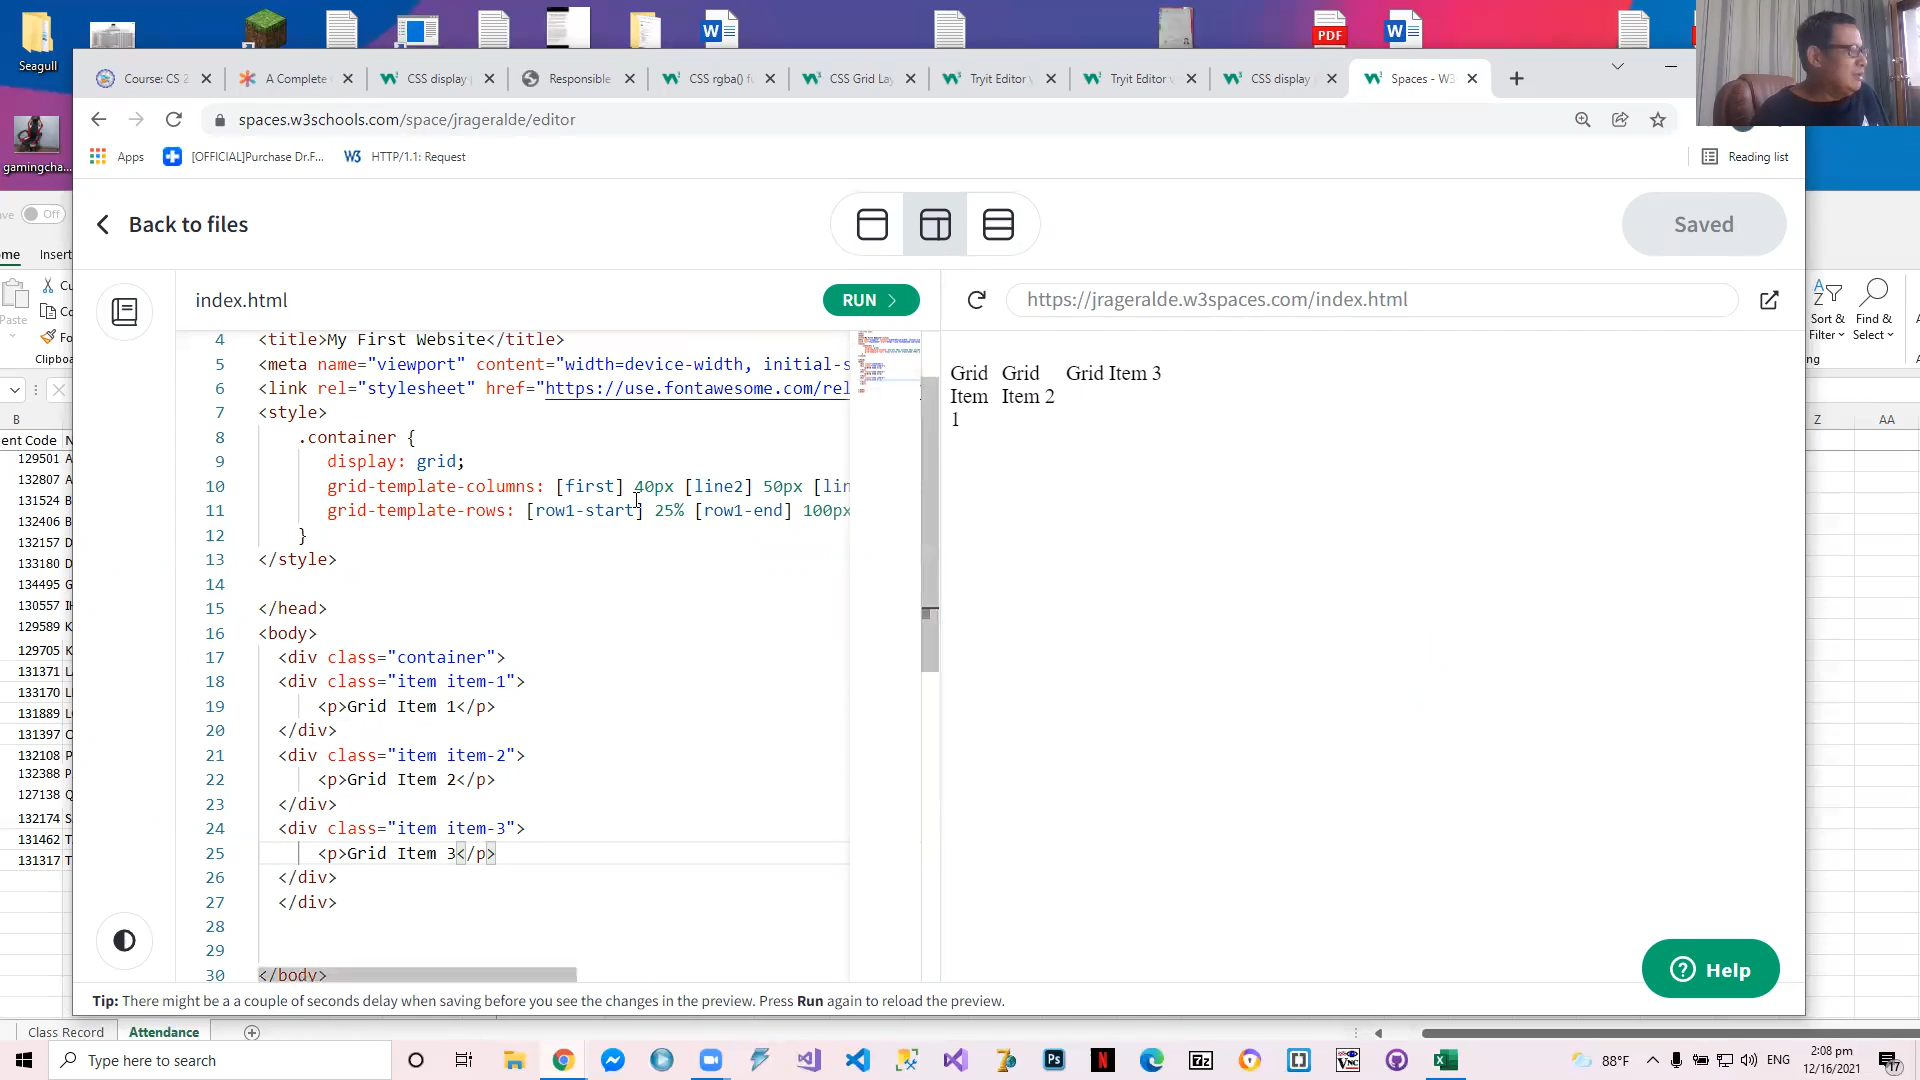 Seagull
gamingcha...
W
PDF
W
Course: CS 2
A Complete
CSS display
Responsible
CSS rgba() fu
CSS Grid Lay
Tryit Editor
Tryit Editor
CSS display
Spaces - W3
spaces.w3schools.com/space/jrageralde/editor
Apps
[OFFICIAL]Purchase Dr.F...
W3 HTTP/1.1: Request
Reading list
Back to files
Saved
Off
Insert
Paste
Clipboa
Sort &
Filter
Find &
Select
index.html
RUN
https://jrageralde.w3spaces.com/index.html
4 <title>My First Website</title>
5 <meta name="viewport" content="width=device-width, initial-s
6 <link rel="stylesheet" href="https://use.fontawesome.com/rel
7 <style>
8 .container {
9 display: grid;
10 grid-template-columns: [first] 40px [line2] 50px [lin
11 grid-template-rows: [row1-start] 25% [row1-end] 100px
12 }
13 </style>
14
15 </head>
16 <body>
17 <div class="container">
18 <div class="item item-1">
19 <p>Grid Item 1</p>
20 </div>
21 <div class="item item-2">
22 <p>Grid Item 2</p>
23 </div>
24 <div class="item item-3">
25 <p>Grid Item 3</p>
26 </div>
27 </div>
28
29
30 </body>
Grid Grid Grid Item 3
Item Item 2
1
B
Z AA
ent Code N
129501 A
132807 A
131524 B
132406 B
132157 D
133180 D
134495 G
130557 IH
129589 K
129705 K
131371 L
133170 L
131889 L
131397 C
132108 P
132388 P
127138 Q
132174 S
131462 T
131317 T
Help
Tip: There might be a a couple of seconds delay when saving before you see the changes in the preview. Press Run again to reload the preview.
Class Record
Attendance
Type here to search
Ps
N
7z
VNC
88°F
ENG
2:08 pm
12/16/2021
17